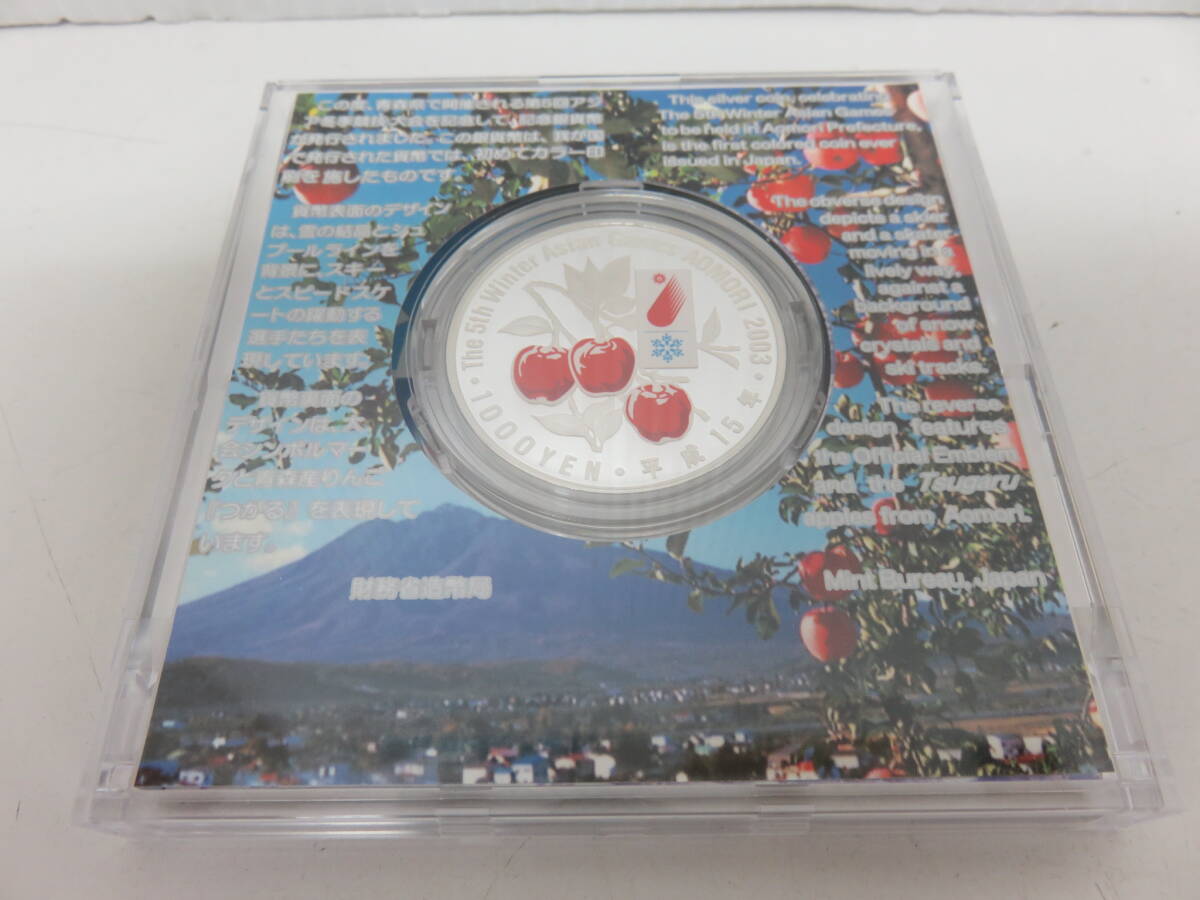 この度、青森県で開催される第5回アジ
ア冬季競技大会を記念して、記念銀貨幣
が発行されました。この銀貨幣は、我が国
で発行された貨幣では、初めてカラー印
刷を施したものです。
貨幣表面のデザイン
は、雪の結晶とシュ
プールラインを
背景に、スキー
とスピードスケ
ートの躍動する
選手たちを表
現しています。
貨幣裏面の
デザインは、大
会シンボルマー
クと青森産りんご
『つがる』を表現して
います。
財務省造幣局
This silver coin, celebrating
The 5th Winter Asian Games
to be held in Aomori Prefecture,
is the first colored coin ever
issued in Japan.
The obverse design
depicts a skier
and a skater
moving in a
lively way,
against a
background
of snow
crystals and
ski tracks.
The reverse
design features
the Official Emblem
and the Tsugaru
apples from Aomori.
Mint Bureau, Japan
The 5th Winter Asian Games AOMORI 2003
1000YEN・平成15年